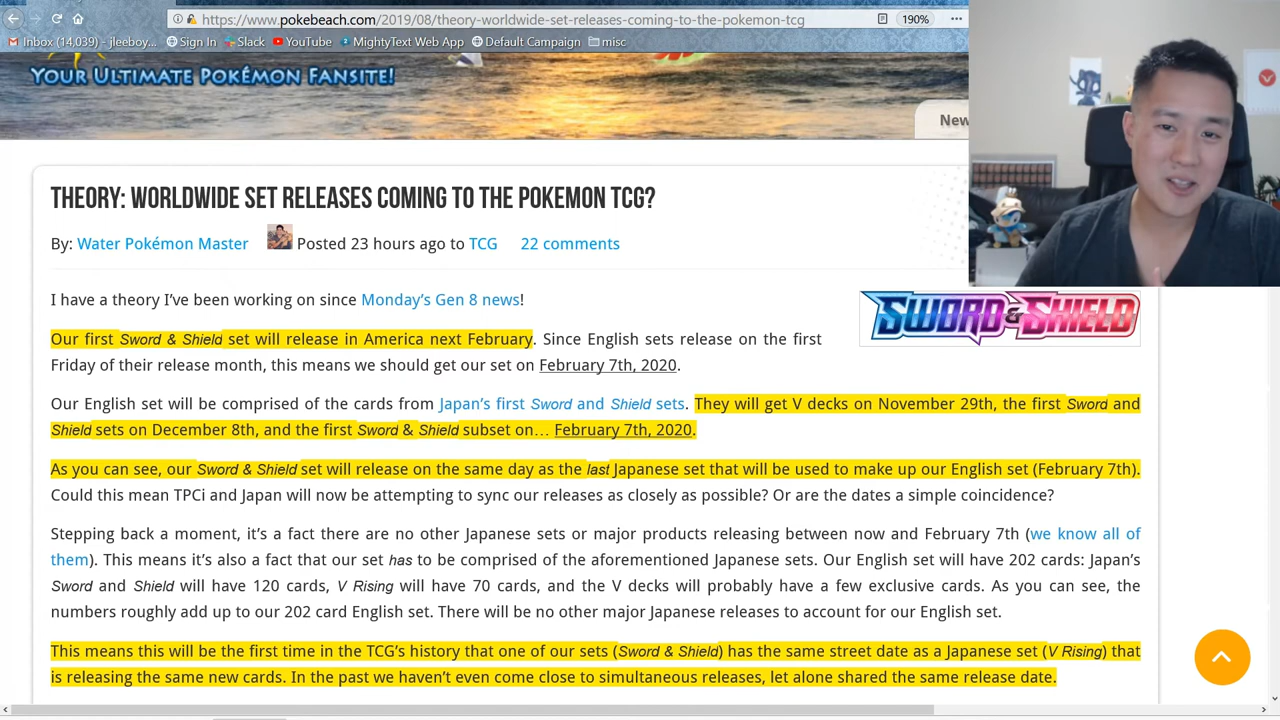 https://www.pokebeach.com/2019/08/theory-worldwide-set-releases-coming-to-the-pokemon-tcg
190%
Sign In
Slack
YouTube
MightyText Web App
Default Campaign
misc
YOUR ULTIMATE POKÉMON FANSITE!
New
THEORY: WORLDWIDE SET RELEASES COMING TO THE POKEMON TCG?
By: Water Pokémon Master Posted 23 hours ago to TCG 22 comments
I have a theory I've been working on since Monday's Gen 8 news!
SWORD & SHIELD
Our first Sword & Shield set will release in America next February. Since English sets release on the first
Friday of their release month, this means we should get our set on February 7th, 2020.
Our English set will be comprised of the cards from Japan's first Sword and Shield sets. They will get V decks on November 29th, the first Sword and
Shield sets on December 8th, and the first Sword & Shield subset on… February 7th, 2020.
As you can see, our Sword & Shield set will release on the same day as the last Japanese set that will be used to make up our English set (February 7th).
Could this mean TPCi and Japan will now be attempting to sync our releases as closely as possible? Or are the dates a simple coincidence?
Stepping back a moment, it's a fact there are no other Japanese sets or major products releasing between now and February 7th (we know all of
them). This means it's also a fact that our set has to be comprised of the aforementioned Japanese sets. Our English set will have 202 cards: Japan's
Sword and Shield will have 120 cards, V Rising will have 70 cards, and the V decks will probably have a few exclusive cards. As you can see, the
numbers roughly add up to our 202 card English set. There will be no other major Japanese releases to account for our English set.
This means this will be the first time in the TCG's history that one of our sets (Sword & Shield) has the same street date as a Japanese set (V Rising) that
is releasing the same new cards. In the past we haven't even come close to simultaneous releases, let alone shared the same release date.